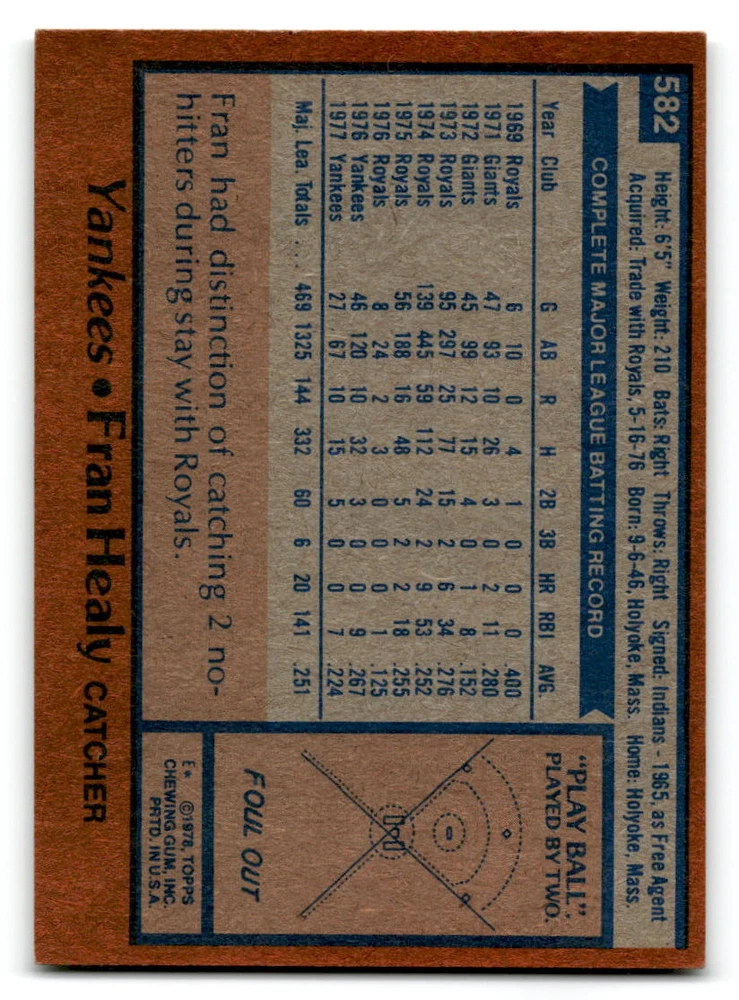 582
Height: 6'5" Weight: 210 Bats: Right Throws: Right Signed: Indians - 1965, as Free Agent
Acquired: Trade with Royals, 5-16-76 Born: 9-6-46, Holyoke, Mass. Home: Holyoke, Mass.
COMPLETE MAJOR LEAGUE BATTING RECORD
Year Club G AB R H 2B 3B HR RBI AVG.
1969 Royals 6 10 0 4 1 0 0 0 .400
1971 Giants 47 93 10 26 3 0 2 11 .280
1972 Giants 45 99 12 15 4 0 1 8 .152
1973 Royals 95 297 25 77 15 2 6 34 .276
1974 Royals 139 445 59 112 24 2 9 53 .252
1975 Royals 56 188 16 48 5 2 2 18 .255
1976 Royals 8 24 2 3 0 0 0 1 .125
1976 Yankees 46 120 10 32 3 0 0 9 .267
1977 Yankees 27 67 10 15 5 0 0 7 .224
Maj. Lea. Totals .... 469 1325 144 332 60 6 20 141 .251
Fran had distinction of catching 2 no-
hitters during stay with Royals.
"PLAY BALL".
PLAYED BY TWO.
FOUL OUT
E* ©1978, TOPPS
CHEWING GUM, INC.
PRTD. IN U.S.A.
Yankees • Fran Healy CATCHER